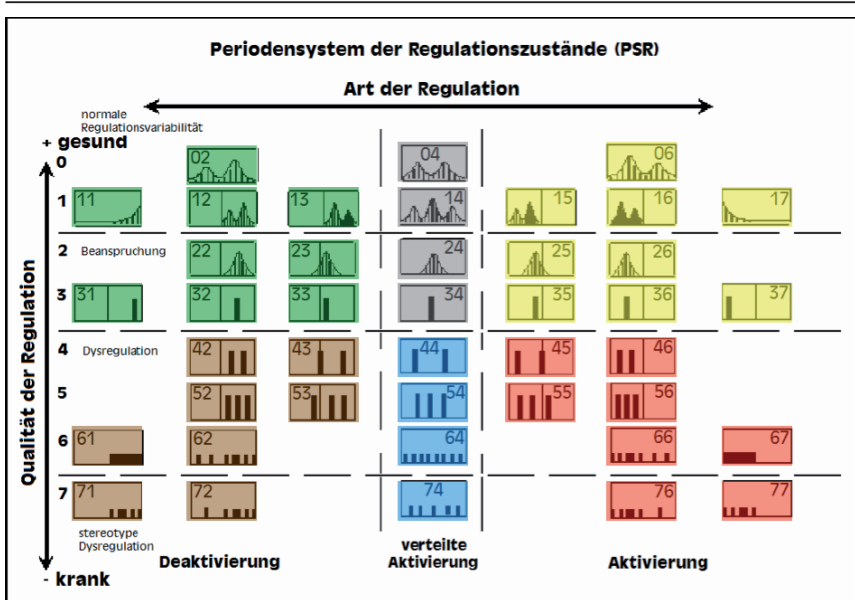 Periodensystem der Regulationszustände (PSR)
Art der Regulation
normale
Regulationsvariabilität
+ gesund
0
02 04 06
1
11 12 13 14 15 16 17
2 Beanspruchung
22 23 24 25 26
3
31 32 33 34 35 36 37
4 Dysregulation
42 43 44 45 46
5
52 53 54 55 56
6
61 62 64 66 67
7
71 72 74 76 77
stereotype
Dysregulation
Deaktivierung
verteilte
Aktivierung
Aktivierung
- krank
Qualität der Regulation